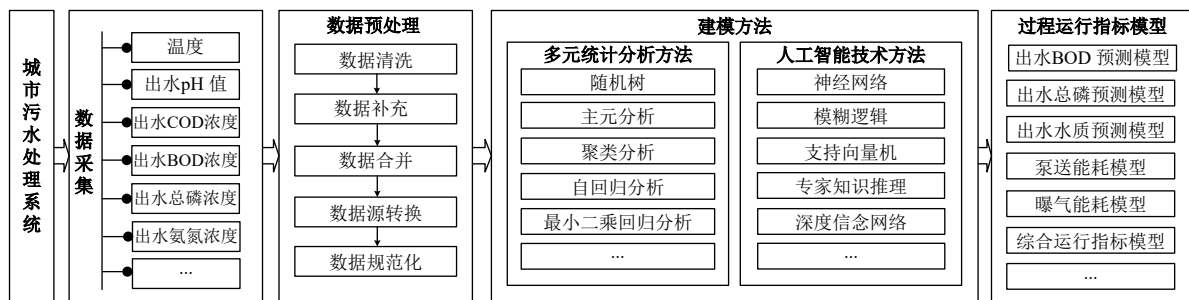 城市污水处理系统
数据采集
温度
出水pH 值
出水COD浓度
出水BOD浓度
出水总磷浓度
出水氨氮浓度
...
数据预处理
数据清洗
数据补充
数据合并
数据源转换
数据规范化
建模方法
多元统计分析方法
随机树
主元分析
聚类分析
自回归分析
最小二乘回归分析
...
人工智能技术方法
神经网络
模糊逻辑
支持向量机
专家知识推理
深度信念网络
...
过程运行指标模型
出水BOD 预测模型
出水总磷预测模型
出水水质预测模型
泵送能耗模型
曝气能耗模型
综合运行指标模型
...